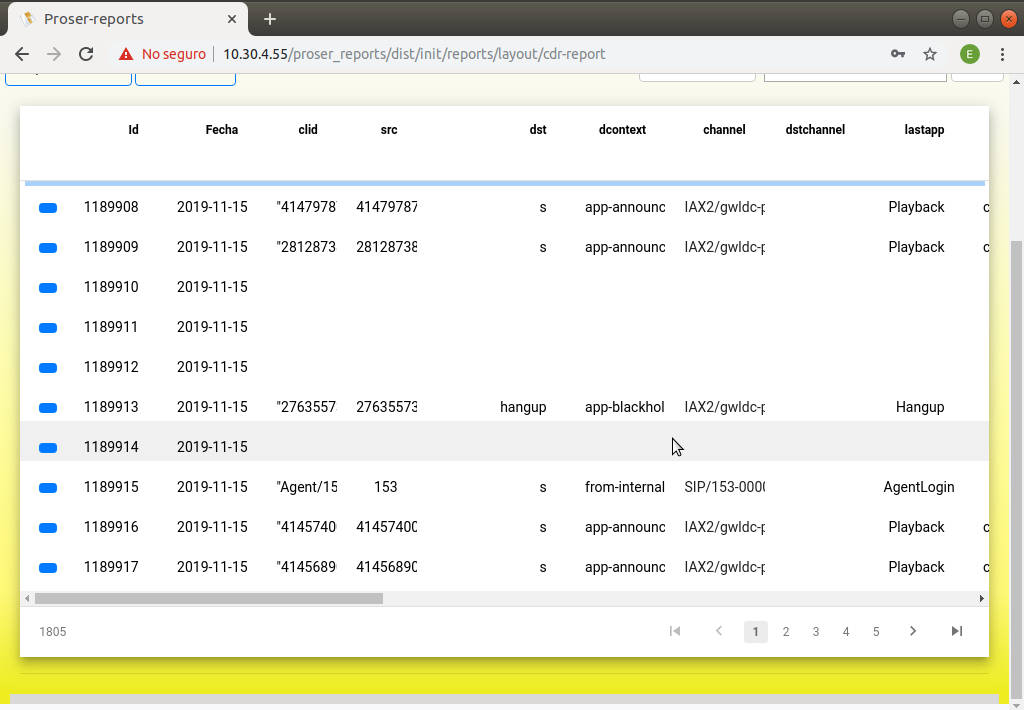 Proser-reports
No seguro 10.30.4.55/proser_reports/dist/init/reports/layout/cdr-report
E
Id Fecha clid src dst dcontext channel dstchannel lastapp
1189908 2019-11-15 "4147978 41479787 s app-announc IAX2/gwldc-p Playback c
1189909 2019-11-15 "2812873 28128738 s app-announc IAX2/gwldc-p Playback c
1189910 2019-11-15
1189911 2019-11-15
1189912 2019-11-15
1189913 2019-11-15 "2763557 27635573 hangup app-blackhol IAX2/gwldc-p Hangup
1189914 2019-11-15
1189915 2019-11-15 "Agent/15 153 s from-internal SIP/153-0000 AgentLogin
1189916 2019-11-15 "4145740 41457400 s app-announc IAX2/gwldc-p Playback c
1189917 2019-11-15 "4145689 41456890 s app-announc IAX2/gwldc-p Playback c
1805 1 2 3 4 5